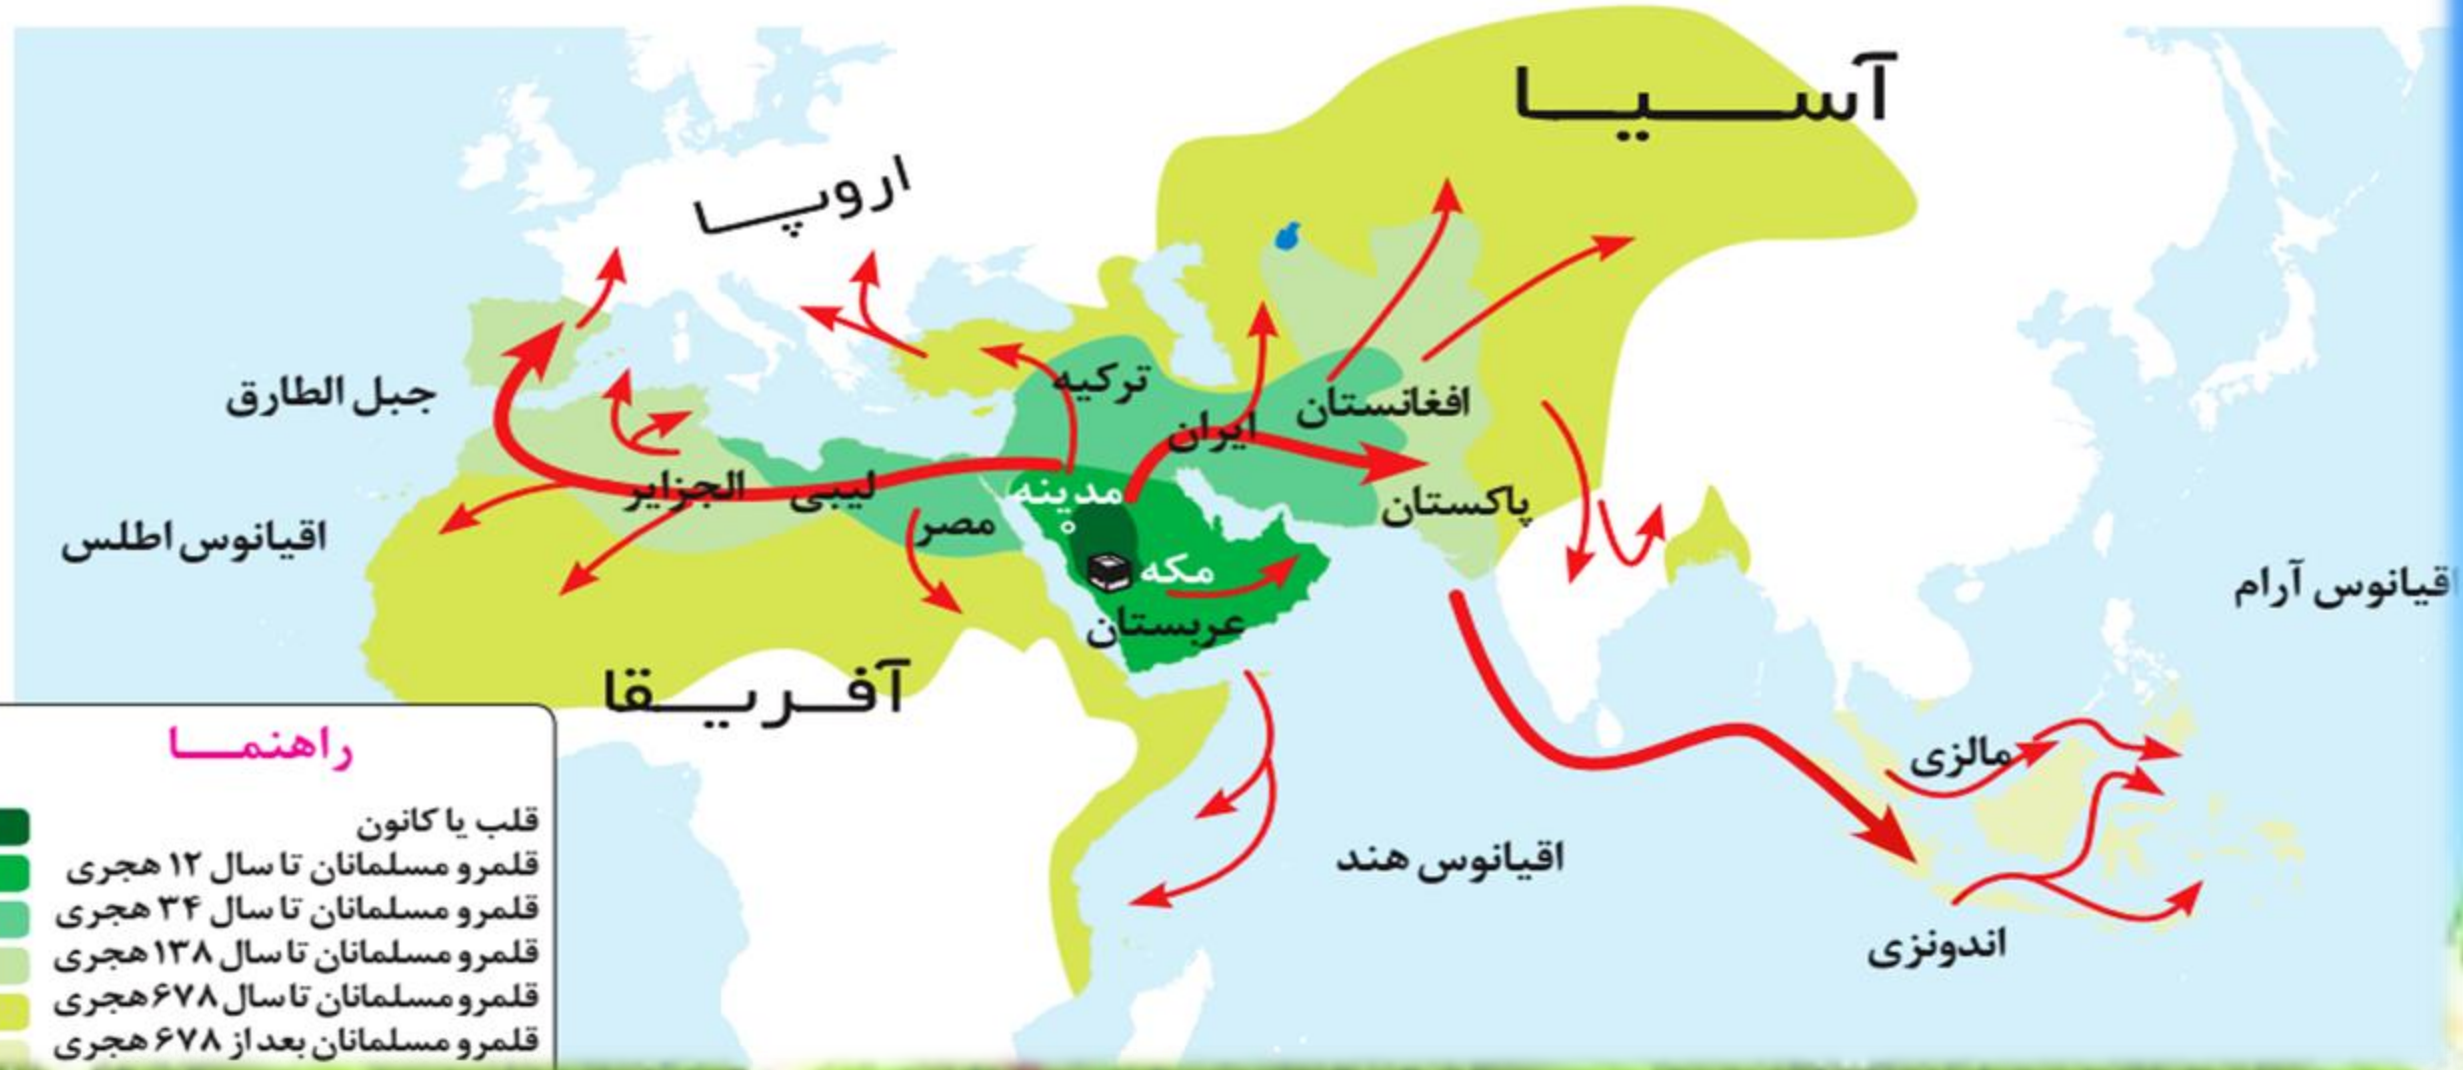 آسیا
اروپا
ترکیه
جبل الطارق
افغانستان
ایران
الجزایر
لیبی
مدینه
پاکستان
مصر
اقیانوس اطلس
مکه
اقیانوس آرام
عربستان
آفریقا
مالزی
اقیانوس هند
اندونزی
راهنما
قلب یا کانون
قلمرو مسلمانان تا سال ۱۲ هجری
قلمرو مسلمانان تا سال ۳۴ هجری
قلمرو مسلمانان تا سال ۱۳۸ هجری
قلمرو مسلمانان تا سال ۶۷۸ هجری
قلمرو مسلمانان بعد از ۶۷۸ هجری